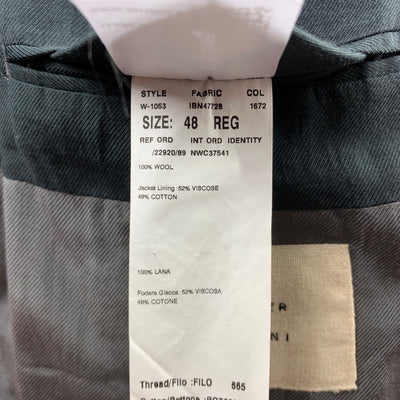 STYLE FABRIC COL
W-1053 IBN47728 1672
SIZE: 48 REG
REF ORD INT ORD IDENTITY
/22920/89 NWC37541
100% WOOL
Jacket Lining :52% VISCOSE
48% COTTON
100% LANA
Fodera Giacca :52% VISCOSA
48% COTONE
Thread/Filo :FILO 665